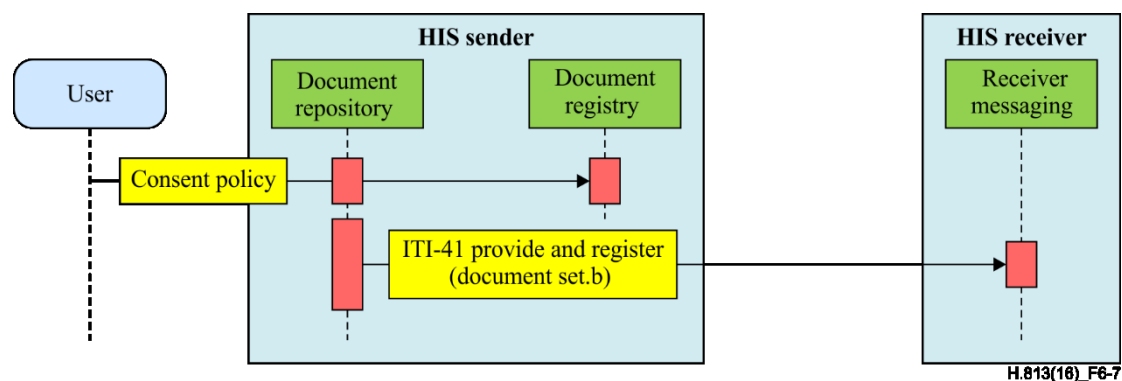 HIS sender
HIS receiver
User
Document
repository
Document
registry
Receiver
messaging
Consent policy
ITI-41 provide and register
(document set.b)
H.813(16)_F6-7